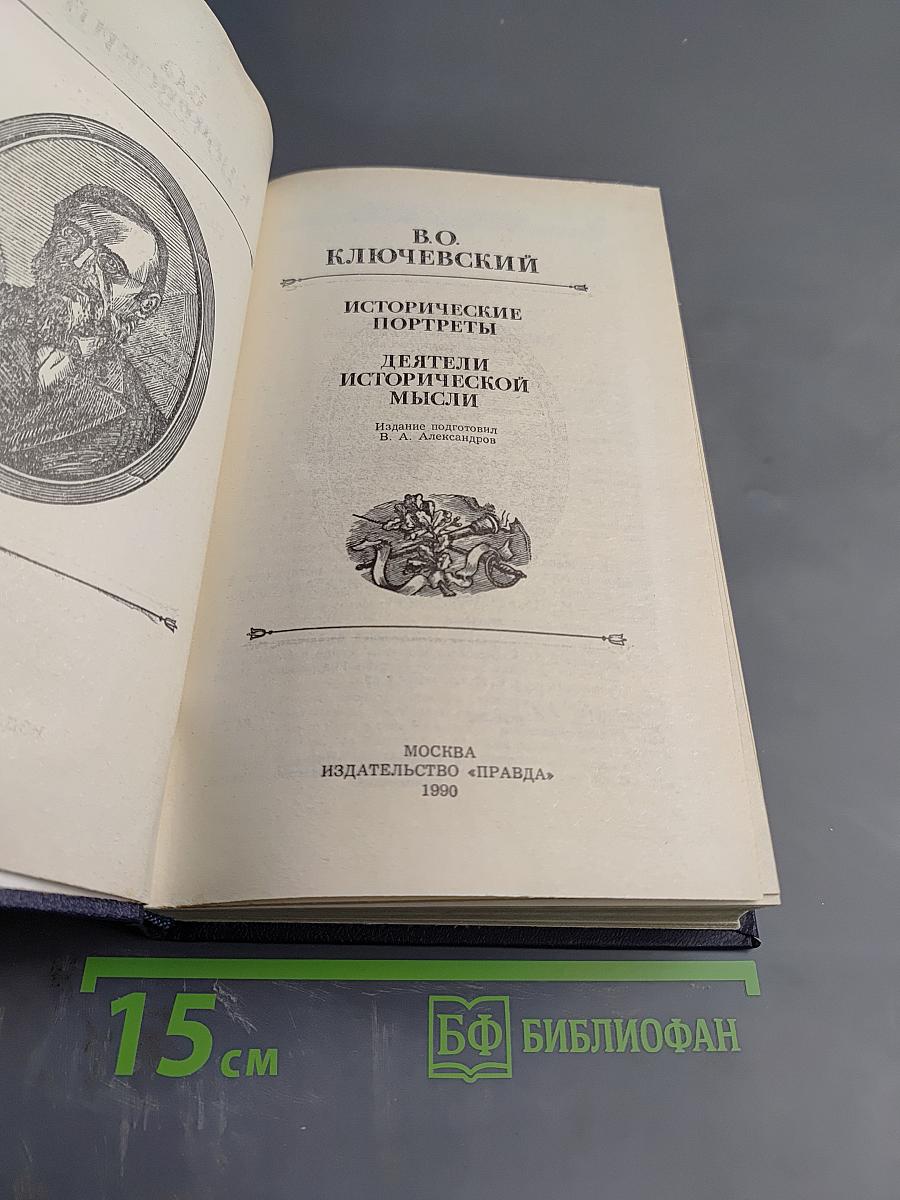 В.О.
КЛЮЧЕВСКИЙ
ИСТОРИЧЕСКИЕ
ПОРТРЕТЫ
ДЕЯТЕЛИ
ИСТОРИЧЕСКОЙ
МЫСЛИ
Издание подготовил
В. А. Александров
МОСКВА
ИЗДАТЕЛЬСТВО «ПРАВДА»
1990
15 см
БФ БИБЛИОФАН